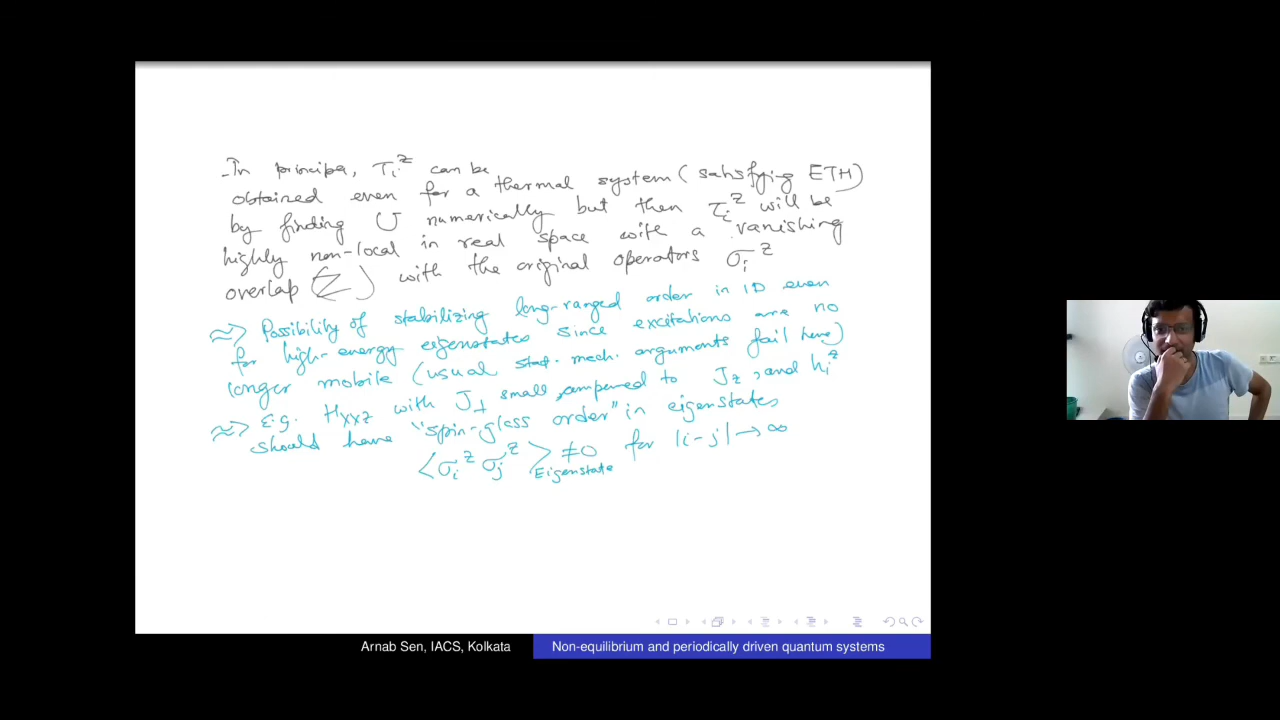 -In principa, τᵢᶻ can be
obtained even for a thermal system (satisfying ETH)
by finding U numerically but then τᵢᶻ will be
highly non-local in real space with a vanishing
overlap (Z) with the original operators σᵢᶻ
≈> Possibility of stabilizing long-ranged order in 1D even
for high-energy eigenstates since excitations are no
longer mobile (usual stat. mech. arguments fail here)
≈> E.g. Hxxz with J⊥ small compared to Jz, and hᵢᶻ
should have "spin-glass order" in eigenstates
<σᵢᶻ σⱼᶻ>Eigenstate ≠0 for |i-j| → ∞
Arnab Sen, IACS, Kolkata
Non-equilibrium and periodically driven quantum systems